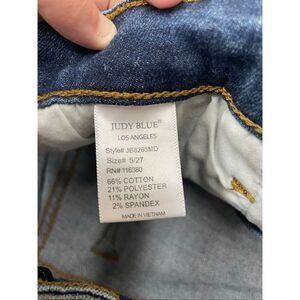 JUDY BLUE®
LOS ANGELES
Style# JB8265MD
Size# 5/27
RN# 116380
66% COTTON
21% POLYESTER
11% RAYON
2% SPANDEX
MADE IN VIETNAM